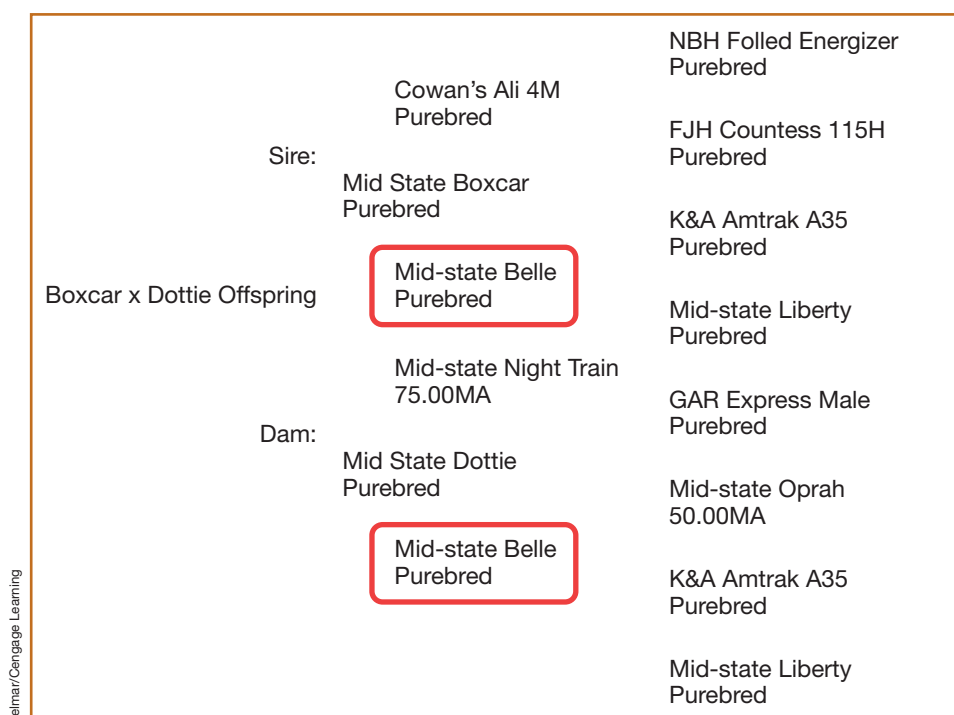 NBH Folled Energizer
Purebred
Cowan's Ali 4M
Purebred
FJH Countess 115H
Purebred
Sire:
Mid State Boxcar
Purebred
K&A Amtrak A35
Purebred
Mid-state Belle
Purebred
Boxcar x Dottie Offspring
Mid-state Liberty
Purebred
Mid-state Night Train
75.00MA
GAR Express Male
Purebred
Dam:
Mid State Dottie
Purebred
Mid-state Oprah
50.00MA
Mid-state Belle
Purebred
K&A Amtrak A35
Purebred
Mid-state Liberty
Purebred
elmar/Cengage Learning